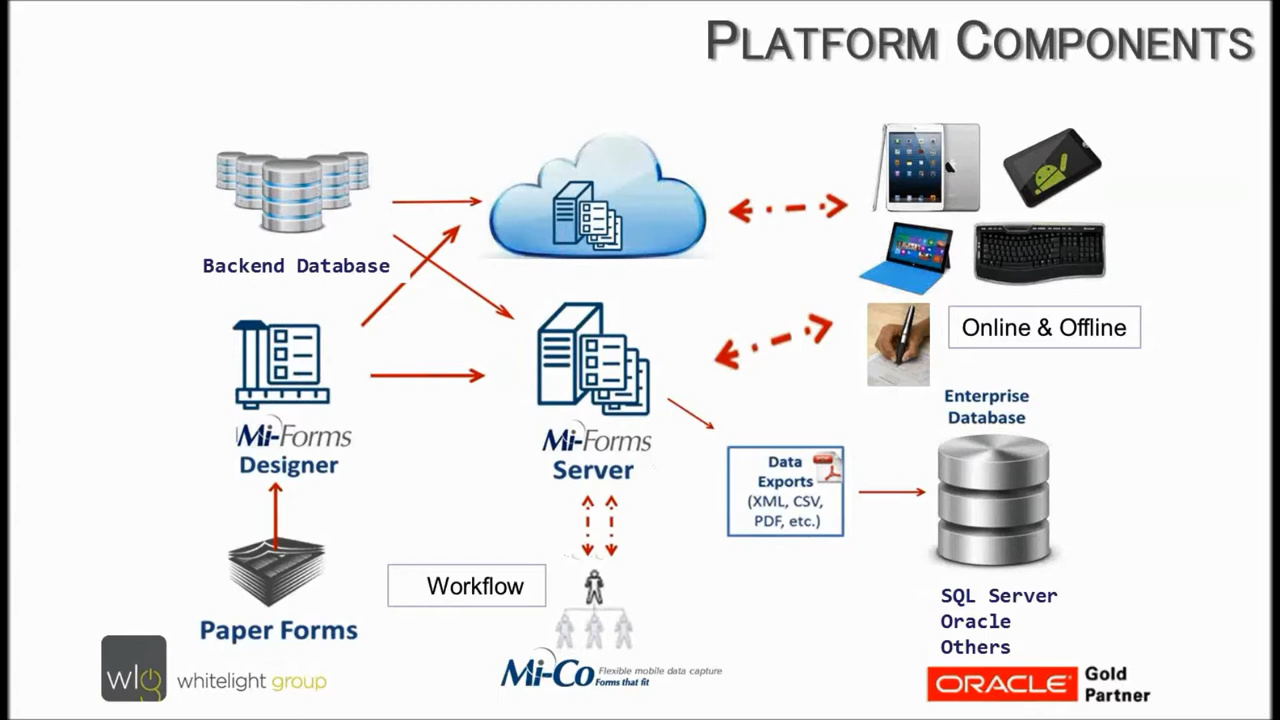 PLATFORM COMPONENTS
Backend Database
Online & Offline
Mi-Forms
Designer
Mi-Forms
Server
Enterprise
Database
Data
Exports
(XML, CSV,
PDF, etc.)
Workflow
Paper Forms
SQL Server
Oracle
Others
wlg whitelight group
Mi-Co Flexible mobile data capture
Forms that fit
ORACLE Gold
Partner